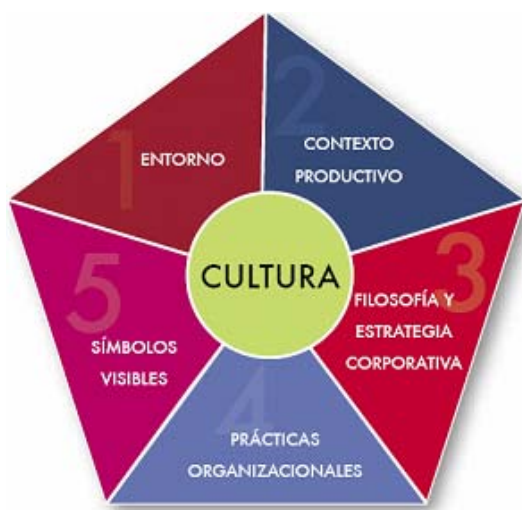 1
ENTORNO
2
CONTEXTO
PRODUCTIVO
3
FILOSOFÍA Y
ESTRATEGIA
CORPORATIVA
4
PRÁCTICAS
ORGANIZACIONALES
5
SÍMBOLOS
VISIBLES
CULTURA